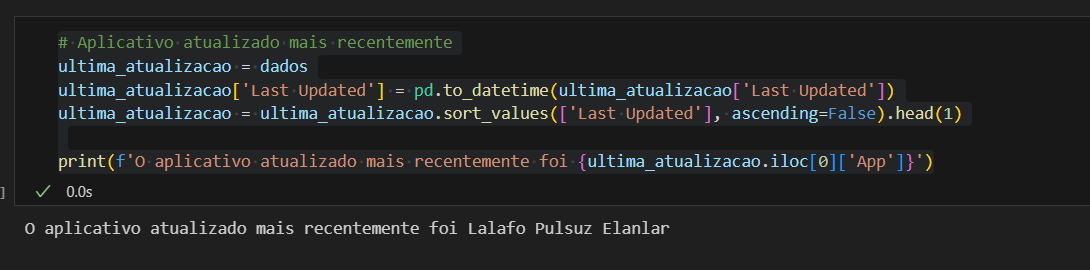 # Aplicativo atualizado mais recentemente
ultima_atualizacao = dados
ultima_atualizacao['Last Updated'] = pd.to_datetime(ultima_atualizacao['Last Updated'])
ultima_atualizacao = ultima_atualizacao.sort_values(['Last Updated'], ascending=False).head(1)
print(f'O aplicativo atualizado mais recentemente foi {ultima_atualizacao.iloc[0]['App']}')
]
✓ 0.0s
O aplicativo atualizado mais recentemente foi Lalafo Pulsuz Elanlar